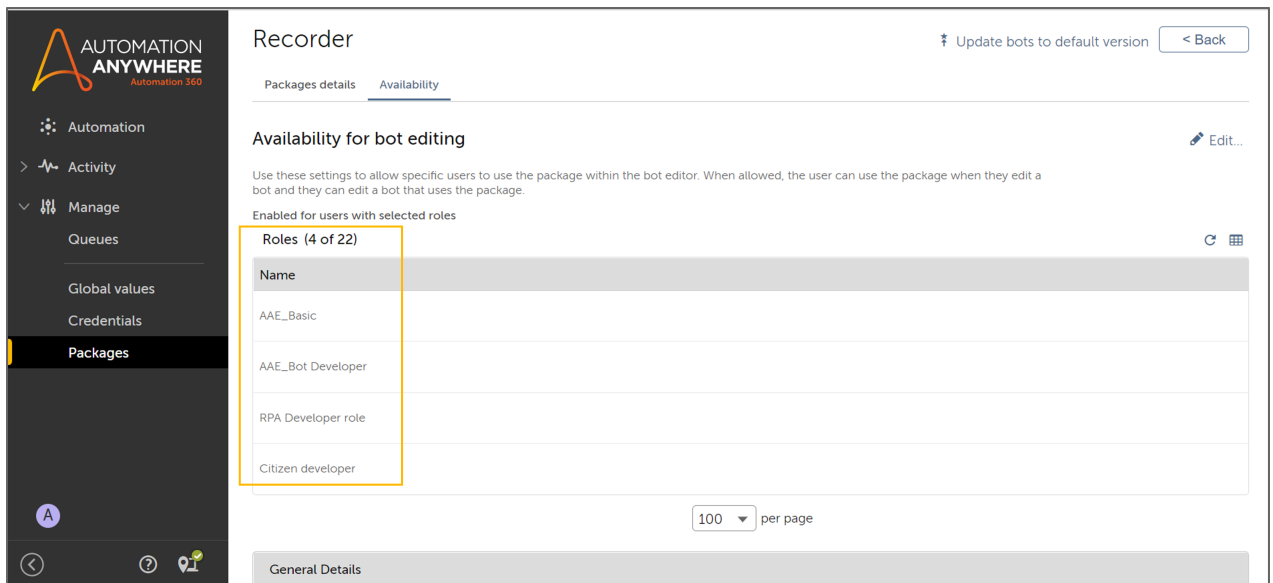 AUTOMATION
ANYWHERE
Automation 360
Automation
Activity
Manage
Queues
Global values
Credentials
Packages
A
Recorder
Update bots to default version
< Back
Packages details
Availability
Availability for bot editing
Edit...
Use these settings to allow specific users to use the package within the bot editor. When allowed, the user can use the package when they edit a
bot and they can edit a bot that uses the package.
Enabled for users with selected roles
Roles (4 of 22)
Name
AAE_Basic
AAE_Bot Developer
RPA Developer role
Citizen developer
100 per page
General Details